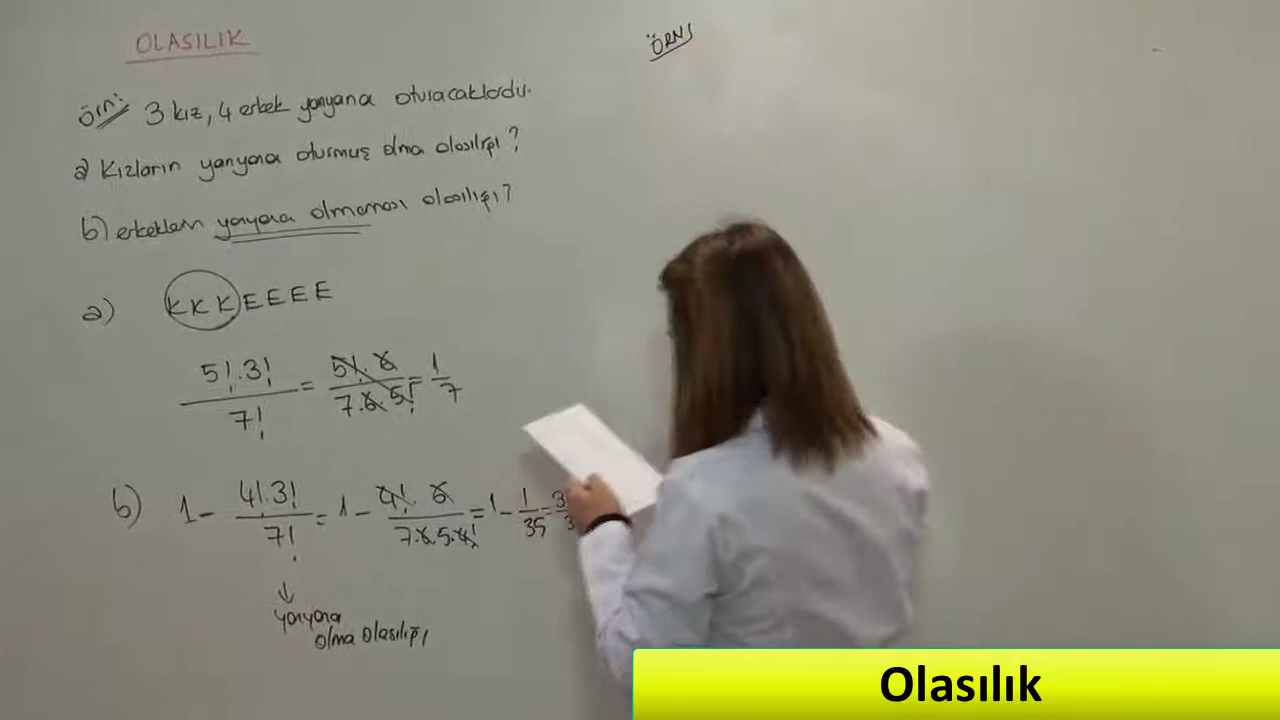 OLASILIK
Örn: 3 kız, 4 erkek yanyana oturacaklardır.
a) Kızların yanyana oturmuş olma olasılığı?
b) erkeklerin yanyana olmaması olasılığı?
a) KKKEEEE
5!.3! / 7! = 5!.6 / 7.6.5! = 1/7
b) 1 - 4!.3! / 7! = 1 - 4!.6 / 7.6.5.4! = 1 - 1/35 = 3
↓
yanyana
olma olasılığı
ÖRN:
Olasılık